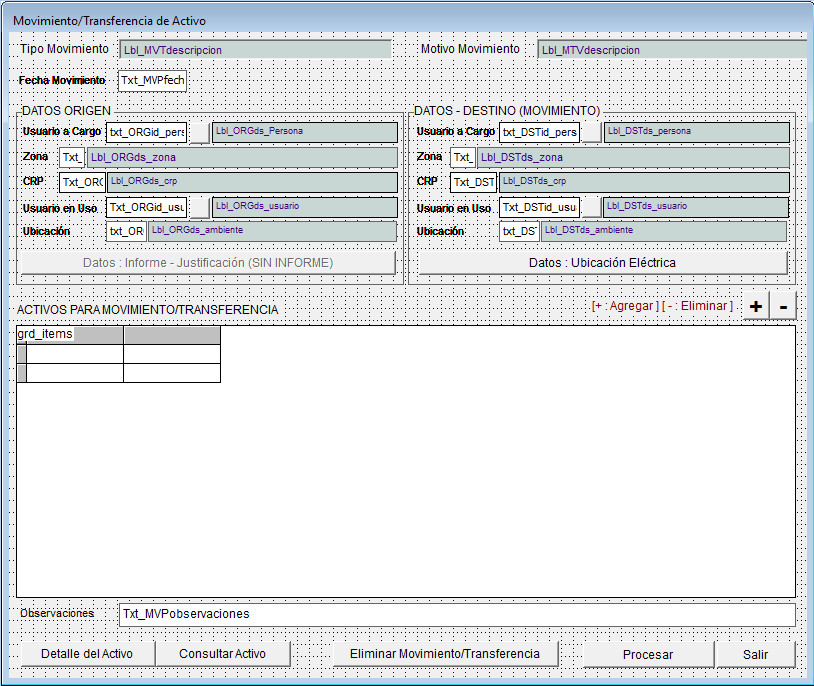 Movimiento/Transferencia de Activo
Tipo Movimiento Lbl_MVTdescripcion Motivo Movimiento Lbl_MTVdescripcion
Fecha Movimiento Txt_MVPfech
DATOS ORIGEN
Usuario a Cargo txt_ORGid_pers Lbl_ORGds_Persona
Zona Txt_ Lbl_ORGds_zona
CRP Txt_ORG Lbl_ORGds_crp
Usuario en Uso Txt_ORGid_usu Lbl_ORGds_usuario
Ubicación txt_OR Lbl_ORGds_ambiente
Datos : Informe - Justificación (SIN INFORME)
DATOS - DESTINO (MOVIMIENTO)
Usuario a Cargo txt_DSTid_pers Lbl_DSTds_persona
Zona Txt_ Lbl_DSTds_zona
CRP Txt_DST Lbl_DSTds_crp
Usuario en Uso Txt_DSTid_usu Lbl_DSTds_usuario
Ubicación txt_DS Lbl_DSTds_ambiente
Datos : Ubicación Eléctrica
ACTIVOS PARA MOVIMIENTO/TRANSFERENCIA [+ : Agregar ] [ - : Eliminar ] + -
grd_items
Observaciones Txt_MVPobservaciones
Detalle del Activo Consultar Activo Eliminar Movimiento/Transferencia Procesar Salir